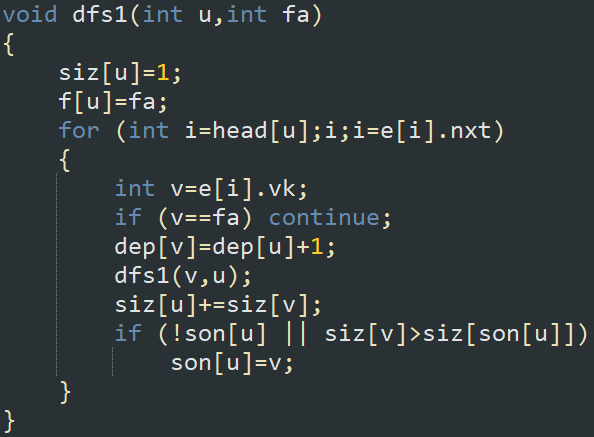 void dfs1(int u,int fa)
{
    siz[u]=1;
    f[u]=fa;
    for (int i=head[u];i;i=e[i].nxt)
    {
        int v=e[i].vk;
        if (v==fa) continue;
        dep[v]=dep[u]+1;
        dfs1(v,u);
        siz[u]+=siz[v];
        if (!son[u] || siz[v]>siz[son[u]])
            son[u]=v;
    }
}